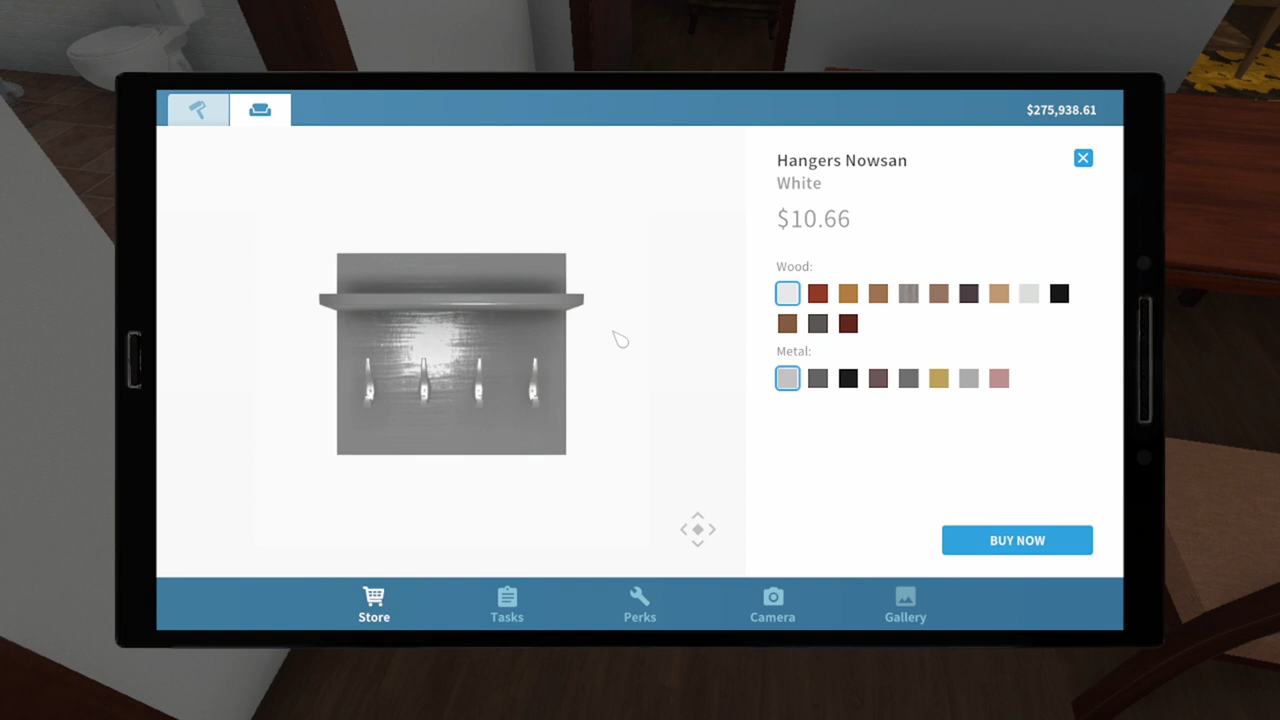 $275,938.61
Hangers Nowsan
White
$10.66
Wood:
Metal:
BUY NOW
Store
Tasks
Perks
Camera
Gallery